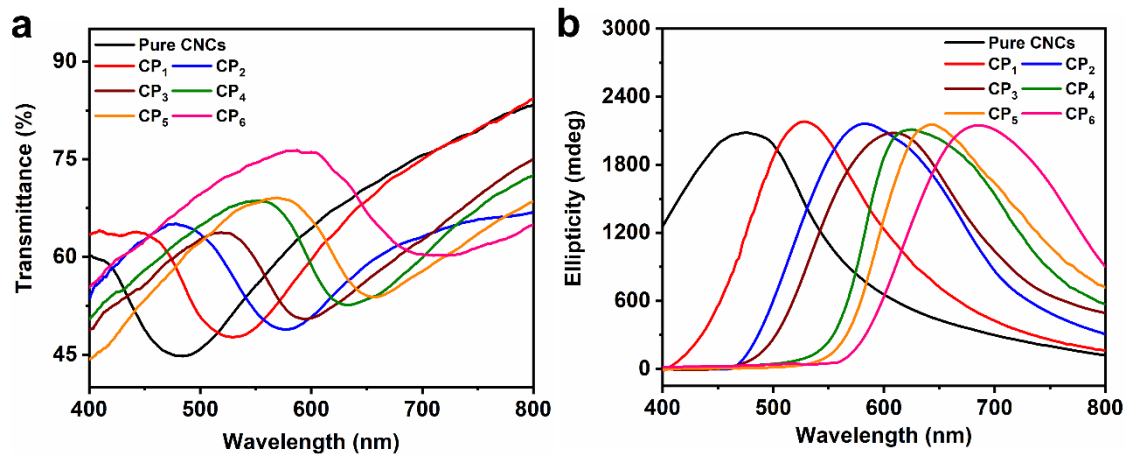 a
Pure CNCs
CP₁ CP₂
CP₃ CP₄
CP₅ CP₆
90
75
60
45
400 500 600 700 800
Transmittance (%)
Wavelength (nm)
b
Pure CNCs
CP₁ CP₂
CP₃ CP₄
CP₅ CP₆
3000
2400
1800
1200
600
0
400 500 600 700 800
Ellipticity (mdeg)
Wavelength (nm)